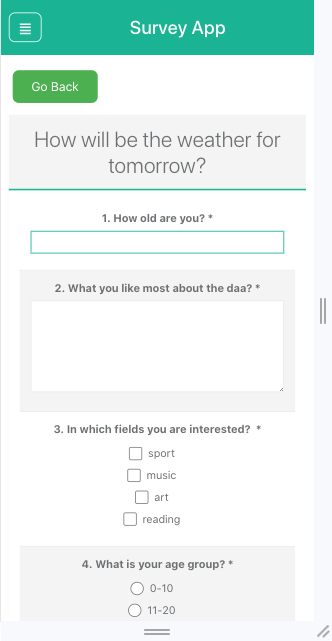 Survey App
Go Back
How will be the weather for
tomorrow?
1. How old are you? *
2. What you like most about the daa? *
3. In which fields you are interested? *
sport
music
art
reading
4. What is your age group? *
0-10
11-20